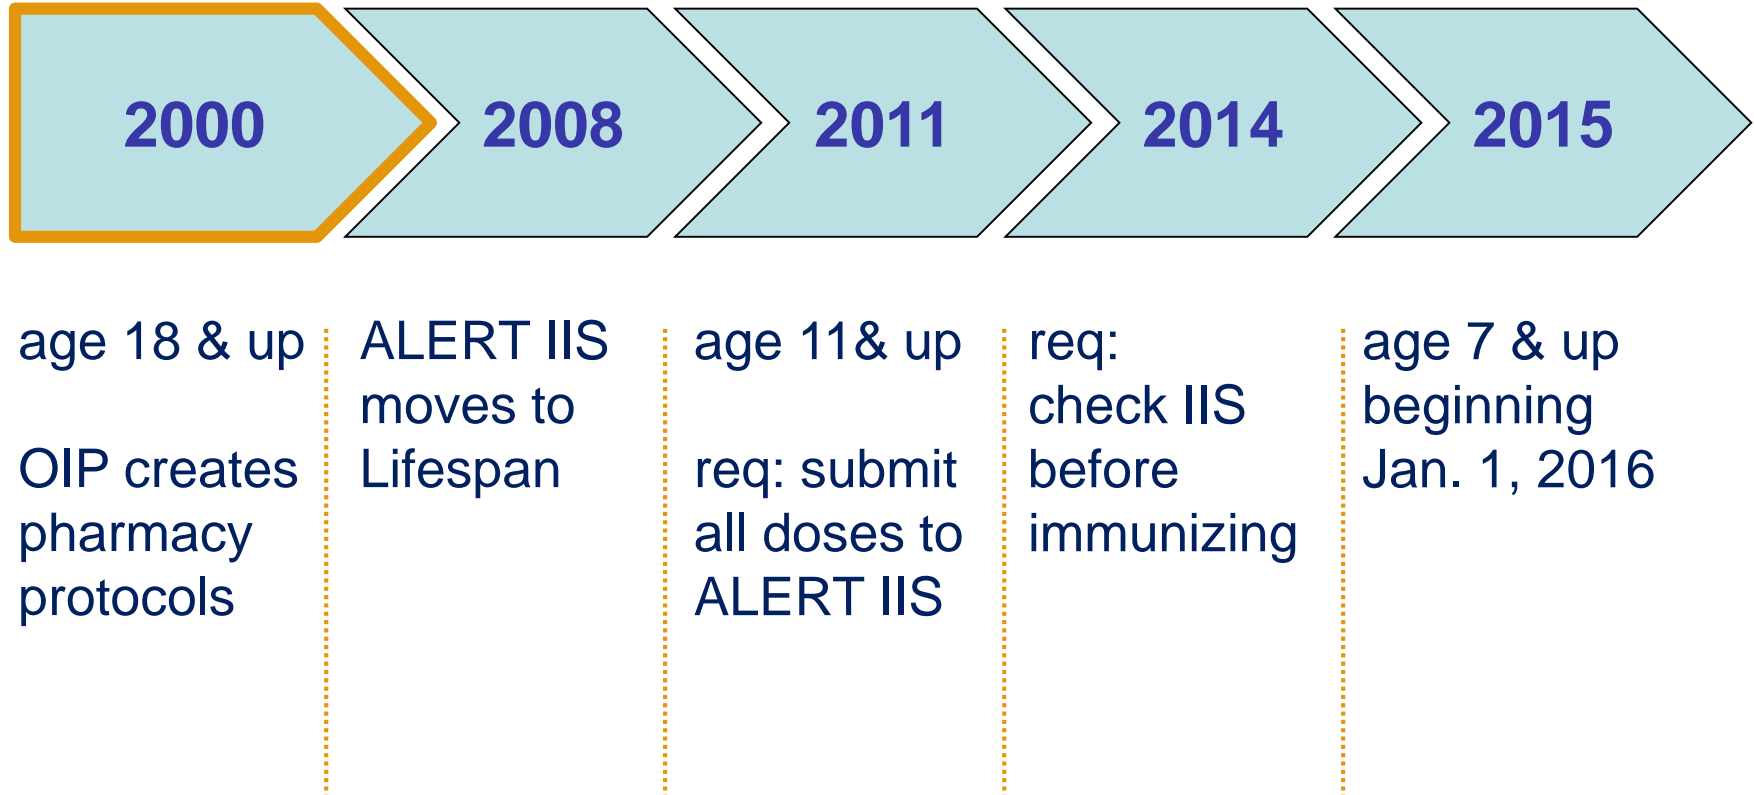 2000
2008
2011
2014
2015
age 18 & up
OIP creates
pharmacy
protocols
ALERT IIS
moves to
Lifespan
age 11& up
req: submit
all doses to
ALERT IIS
req:
check IIS
before
immunizing
age 7 & up
beginning
Jan. 1, 2016